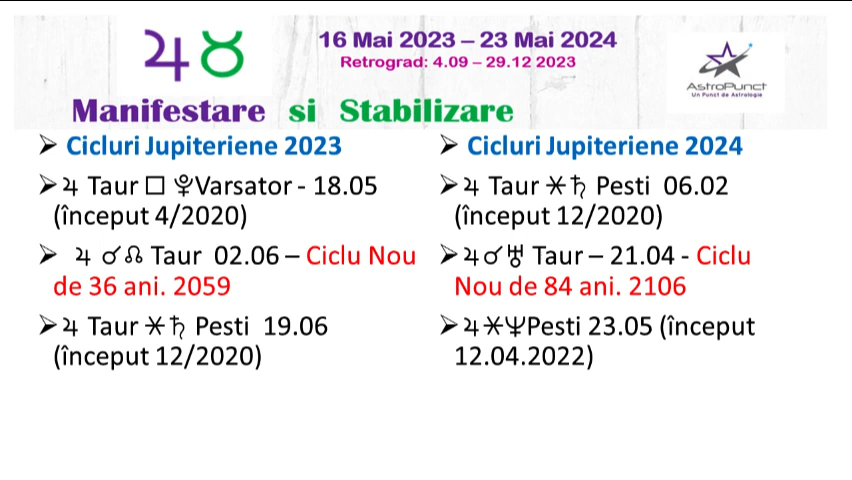 ♃ ♉
16 Mai 2023 – 23 Mai 2024
Retrograd: 4.09 – 29.12 2023
AstroPunct
Un Punct de Astrologie
Manifestare si Stabilizare
➢ Cicluri Jupiteriene 2023
➢ ♃ Taur □ ⯓Varsator - 18.05
(început 4/2020)
➢ ♃ ☌☊ Taur 02.06 – Ciclu Nou
de 36 ani. 2059
➢ ♃ Taur ⚹♄ Pesti 19.06
(început 12/2020)
➢ Cicluri Jupiteriene 2024
➢ ♃ Taur ⚹♄ Pesti 06.02
(început 12/2020)
➢ ♃☌♅ Taur – 21.04 - Ciclu
Nou de 84 ani. 2106
➢ ♃⚹♆Pesti 23.05 (început
12.04.2022)